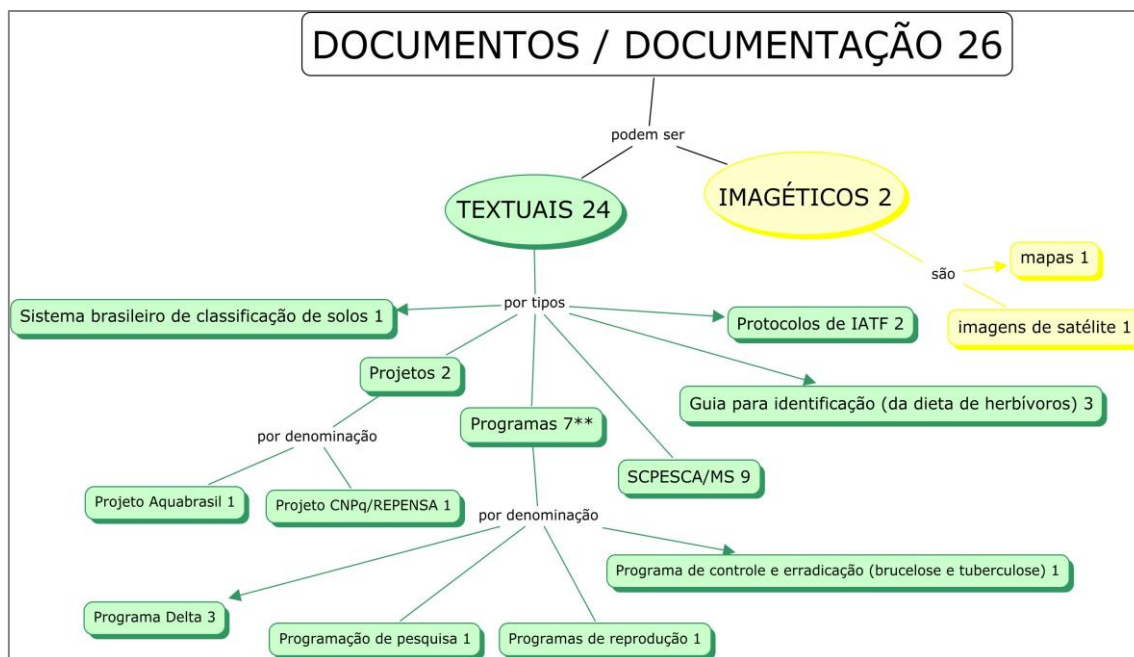 DOCUMENTOS / DOCUMENTAÇÃO 26
podem ser
TEXTUAIS 24
IMAGÉTICOS 2
são
mapas 1
imagens de satélite 1
por tipos
Sistema brasileiro de classificação de solos 1
Protocolos de IATF 2
Projetos 2
Guia para identificação (da dieta de herbívoros) 3
Programas 7**
SCPESCA/MS 9
por denominação
Projeto Aquabrasil 1
Projeto CNPq/REPENSA 1
por denominação
Programa de controle e erradicação (brucelose e tuberculose) 1
Programa Delta 3
Programação de pesquisa 1
Programas de reprodução 1